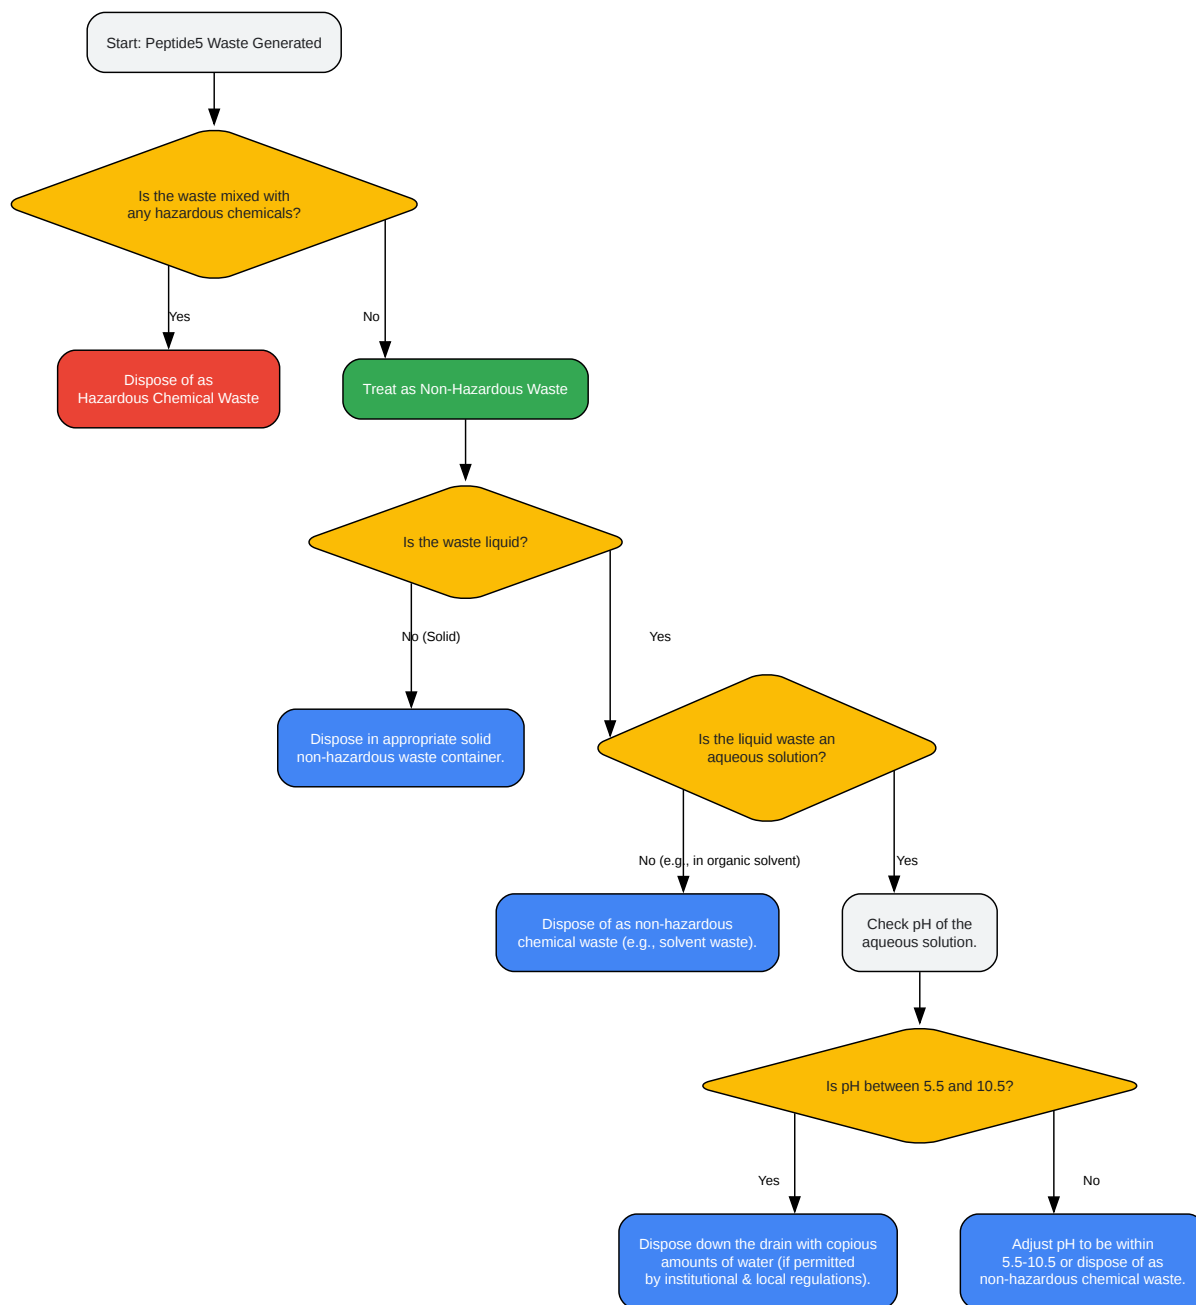 Start: Peptide5 Waste Generated
Is the waste mixed with
any hazardous chemicals?
Yes
No
Dispose of as
Hazardous Chemical Waste
Treat as Non-Hazardous Waste
Is the waste liquid?
No (Solid)
Yes
Dispose in appropriate solid
non-hazardous waste container.
Is the liquid waste an
aqueous solution?
No (e.g., in organic solvent)
Yes
Dispose of as non-hazardous
chemical waste (e.g., solvent waste).
Check pH of the
aqueous solution.
Is pH between 5.5 and 10.5?
Yes
No
Dispose down the drain with copious
amounts of water (if permitted
by institutional & local regulations).
Adjust pH to be within
5.5-10.5 or dispose of as
non-hazardous chemical waste.